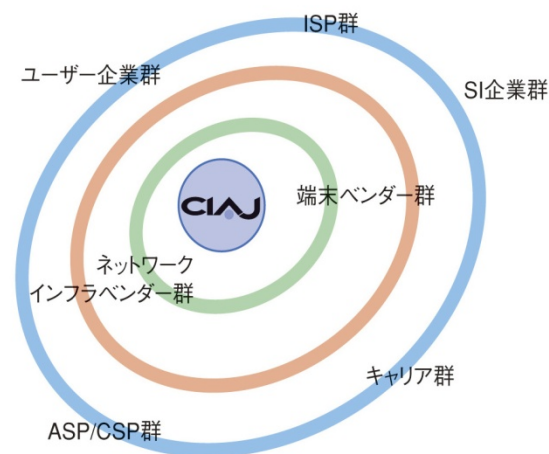 ISP群
ユーザー企業群
SI企業群
CIAJ
端末ベンダー群
ネットワーク
インフラベンダー群
キャリア群
ASP/CSP群